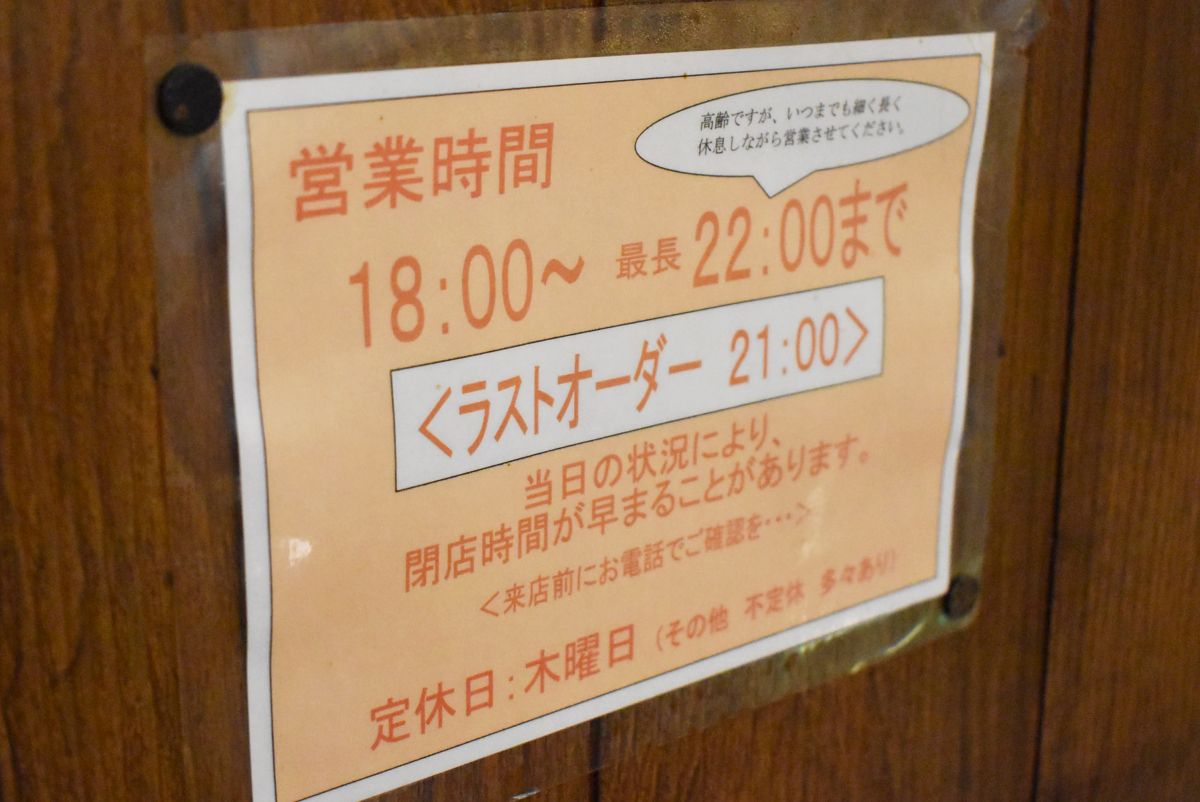 高齢ですが、いつまでも細く長く
休息しながら営業させてください。
営業時間
18:00～ 最長 22:00まで
<ラストオーダー 21:00>
当日の状況により、
閉店時間が早まることがあります。
<来店前にお電話でご確認を・・・>
定休日:木曜日(その他 不定休 多々あり)